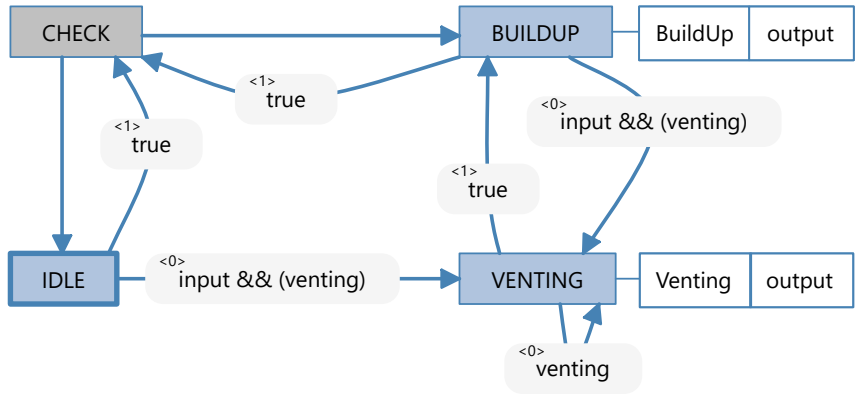 CHECK
BUILDUP
BuildUp
output
<1>
true
<0>
input && (venting)
<1>
true
<1>
true
IDLE
<0>
input && (venting)
VENTING
Venting
output
<0>
venting